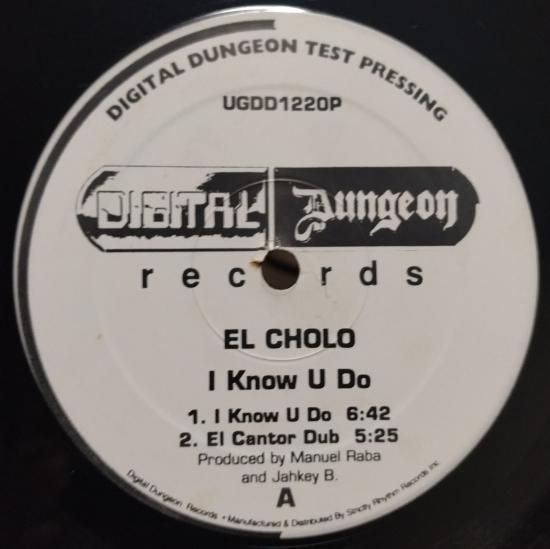 DIGITAL DUNGEON TEST PRESSING
UGDD1220P
DIGITAL Dungeon
rec rds
EL CHOLO
I Know U Do
1. I Know U Do 6:42
2. El Cantor Dub 5:25
Produced by Manuel Raba
and Jahkey B.
A
Digital Dungeon Records • Manufactured & Distributed By Strictly Rhythm Records Inc.